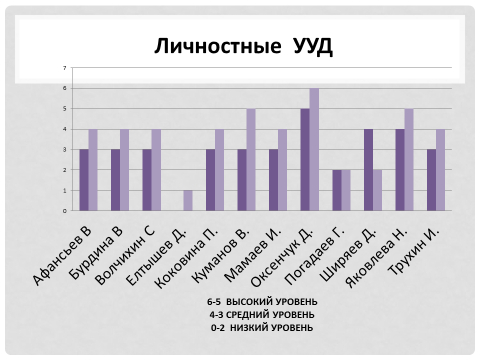 Личностные УУД
7
6
5
4
3
2
1
0
Афансьев В
Бурдина В
Волчихин С
Елтышев Д.
Коковина П.
Куманов В.
Мамаев И.
Оксенчук Д.
Погадаев Г.
Ширяев Д.
Яковлева Н.
Трухин И.
6-5 ВЫСОКИЙ УРОВЕНЬ
4-3 СРЕДНИЙ УРОВЕНЬ
0-2 НИЗКИЙ УРОВЕНЬ